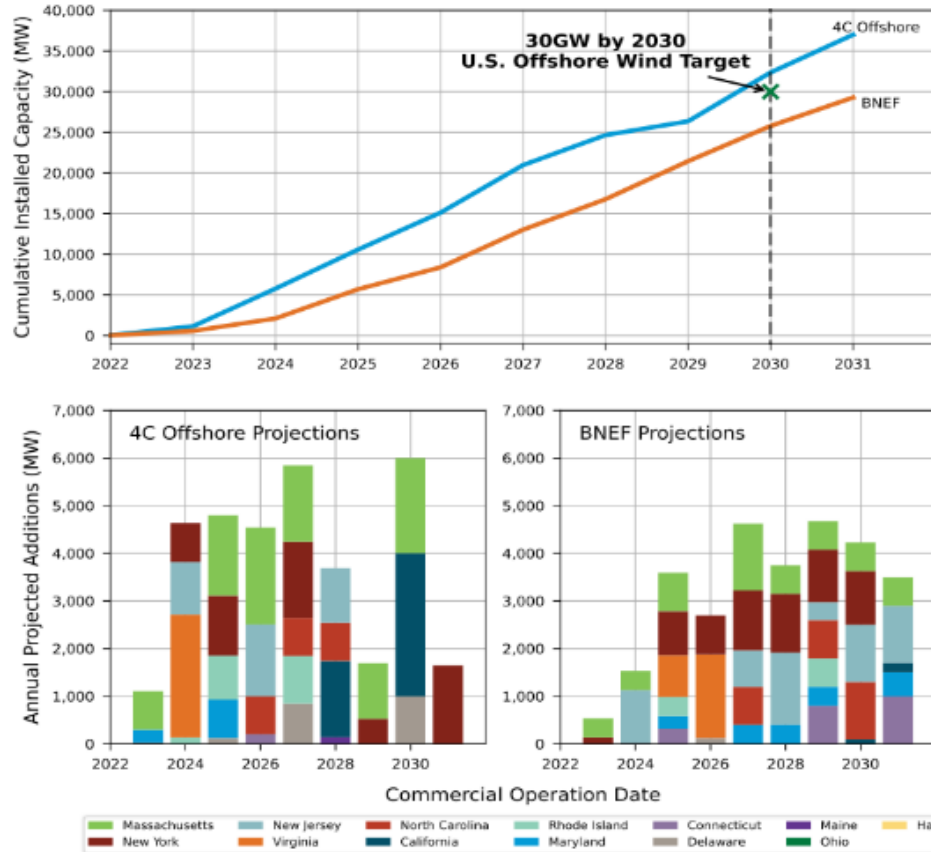 40,000
35,000
30,000
25,000
20,000
15,000
10,000
5,000
0
Cumulative Installed Capacity (MW)
4C Offshore
30GW by 2030
U.S. Offshore Wind Target
BNEF
2022 2023 2024 2025 2026 2027 2028 2029 2030 2031
7,000
6,000
5,000
4,000
3,000
2,000
1,000
0
Annual Projected Additions (MW)
4C Offshore Projections
2022 2024 2026 2028 2030
7,000
6,000
5,000
4,000
3,000
2,000
1,000
0
BNEF Projections
2022 2024 2026 2028 2030
Commercial Operation Date
Massachusetts New Jersey North Carolina Rhode Island Connecticut Maine Ha
New York Virginia California Maryland Delaware Ohio